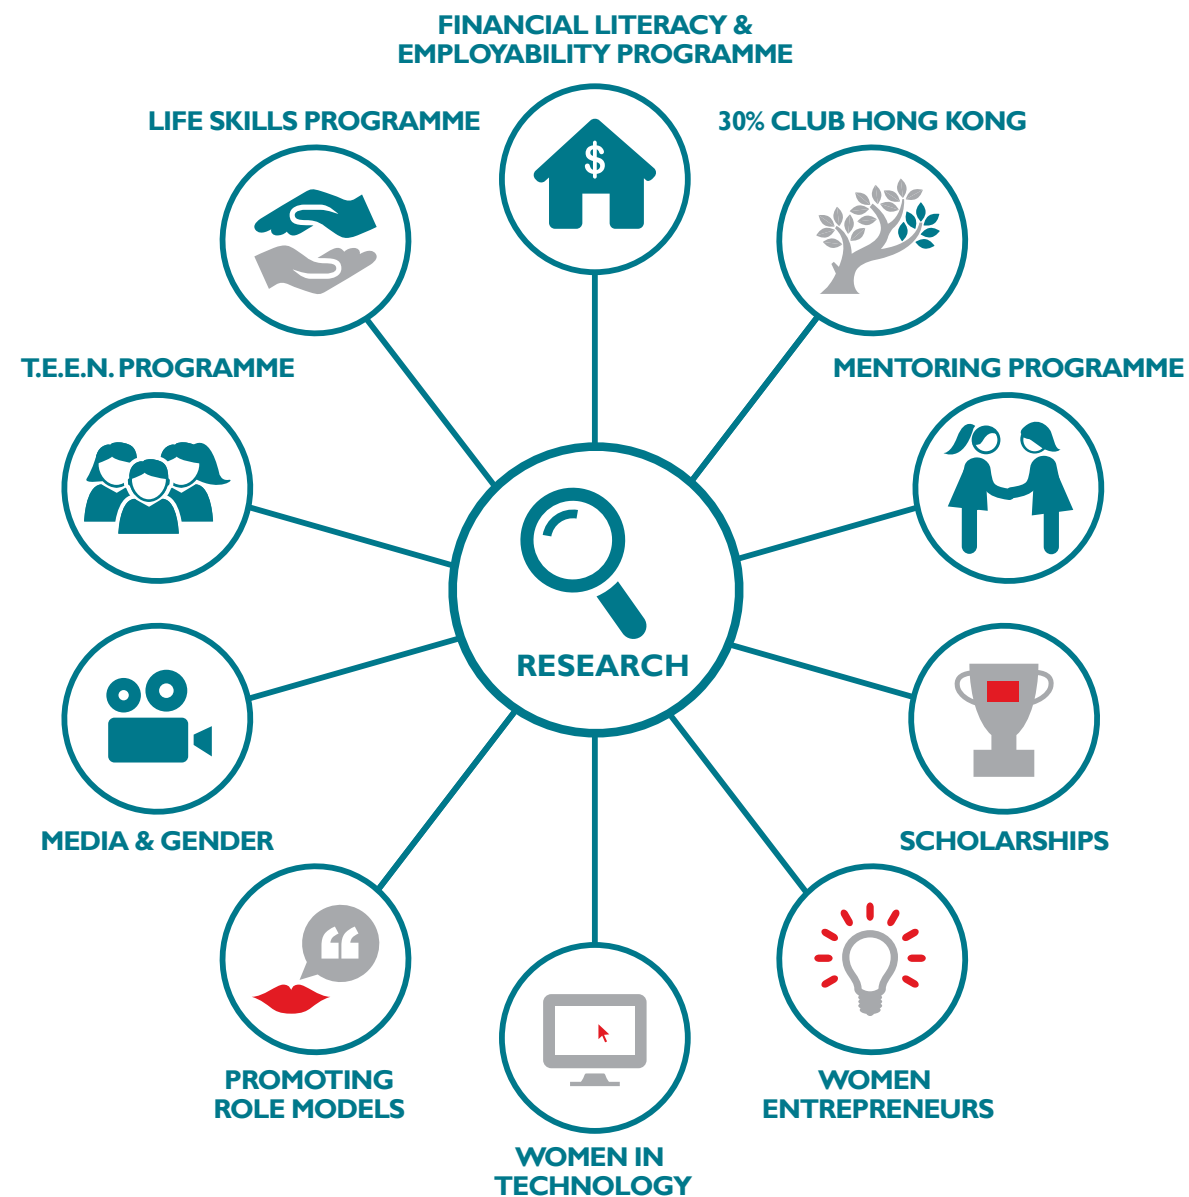 FINANCIAL LITERACY &
EMPLOYABILITY PROGRAMME
LIFE SKILLS PROGRAMME
30% CLUB HONG KONG
T.E.E.N. PROGRAMME
MENTORING PROGRAMME
$
RESEARCH
MEDIA & GENDER
SCHOLARSHIPS
“
PROMOTING
ROLE MODELS
WOMEN
ENTREPRENEURS
WOMEN IN
TECHNOLOGY